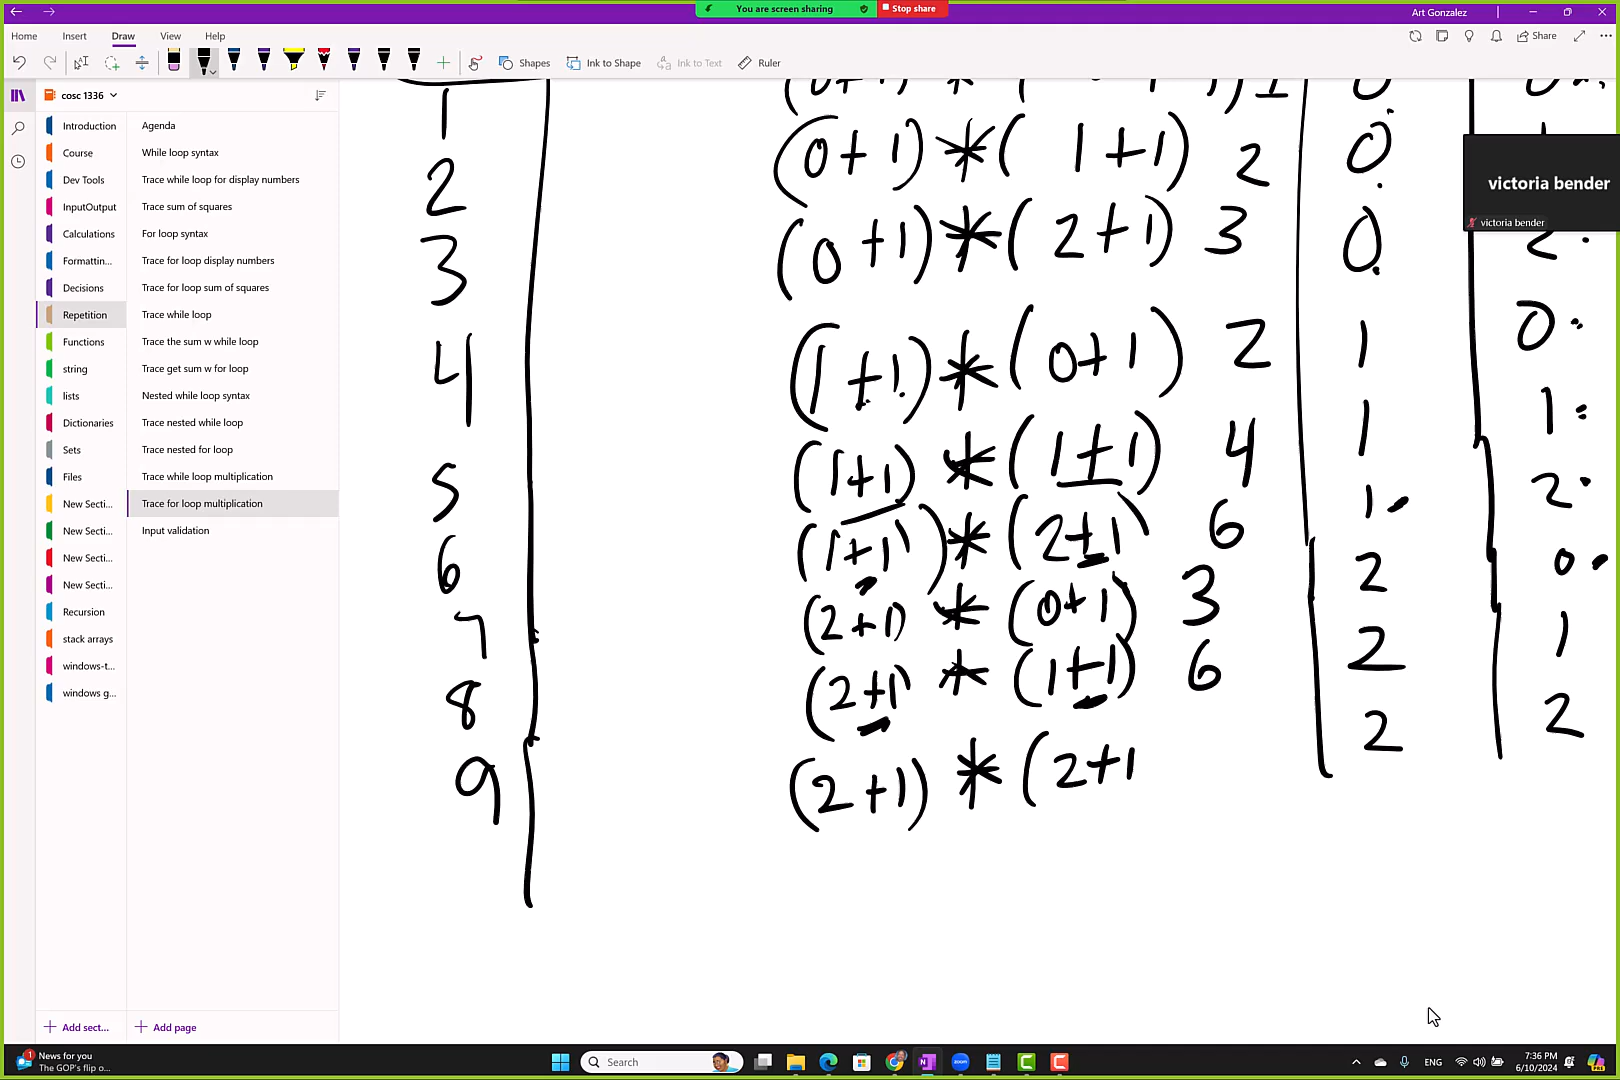 You are screen sharing
Stop share
Art Gonzalez
Home Insert Draw View Help
Share
Shapes Ink to Shape Ink to Text Ruler
cosc 1336
Introduction
Course
Dev Tools
InputOutput
Calculations
Formattin...
Decisions
Repetition
Functions
string
lists
Dictionaries
Sets
Files
New Secti...
New Secti...
New Secti...
New Secti...
Recursion
stack arrays
windows-t...
windows g...
Add sect...
Agenda
While loop syntax
Trace while loop for display numbers
Trace sum of squares
For loop syntax
Trace for loop display numbers
Trace for loop sum of squares
Trace while loop
Trace the sum w while loop
Trace get sum w for loop
Nested while loop syntax
Trace nested while loop
Trace nested for loop
Trace while loop multiplication
Trace for loop multiplication
Input validation
Add page
victoria bender
victoria bender
1
2 (0+1)*(1+1) 2 0
3 (0+1)*(2+1) 3 0 2
4 (1+1)*(0+1) 2 1 0
5 (1+1)*(1+1) 4 1 1
6 (1+1)*(2+1) 6 1 2
7 (2+1)*(0+1) 3 2 0
8 (2+1)*(1+1) 6 2 1
9 (2+1)*(2+1 2 2
1
News for you
The GOP's flip o...
Search
zoom
ENG
7:36 PM
6/10/2024